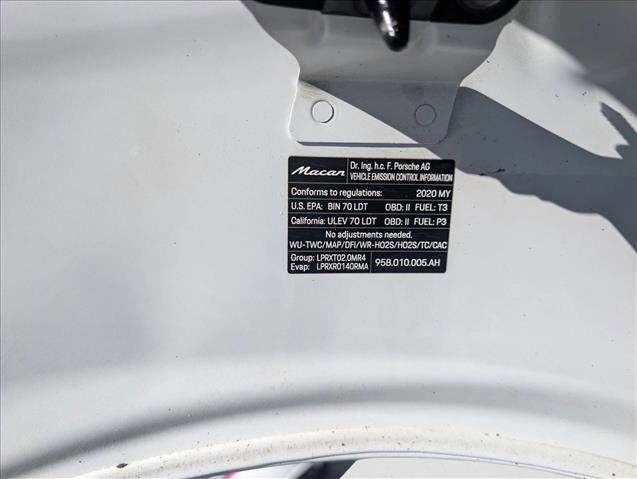 Macan Dr. Ing. h.c. F. Porsche AG
VEHICLE EMISSION CONTROL INFORMATION
Conforms to regulations: 2020 MY
U.S. EPA: BIN 70 LDT OBD: II FUEL: T3
California: ULEV 70 LDT OBD: II FUEL: P3
No adjustments needed.
WU-TWC/MAP/DFI/WR-HO2S/HO2S/TC/CAC
Group: LPRXT02.0MR4
Evap: LPRXR0140RMA 95B.010.005.AH